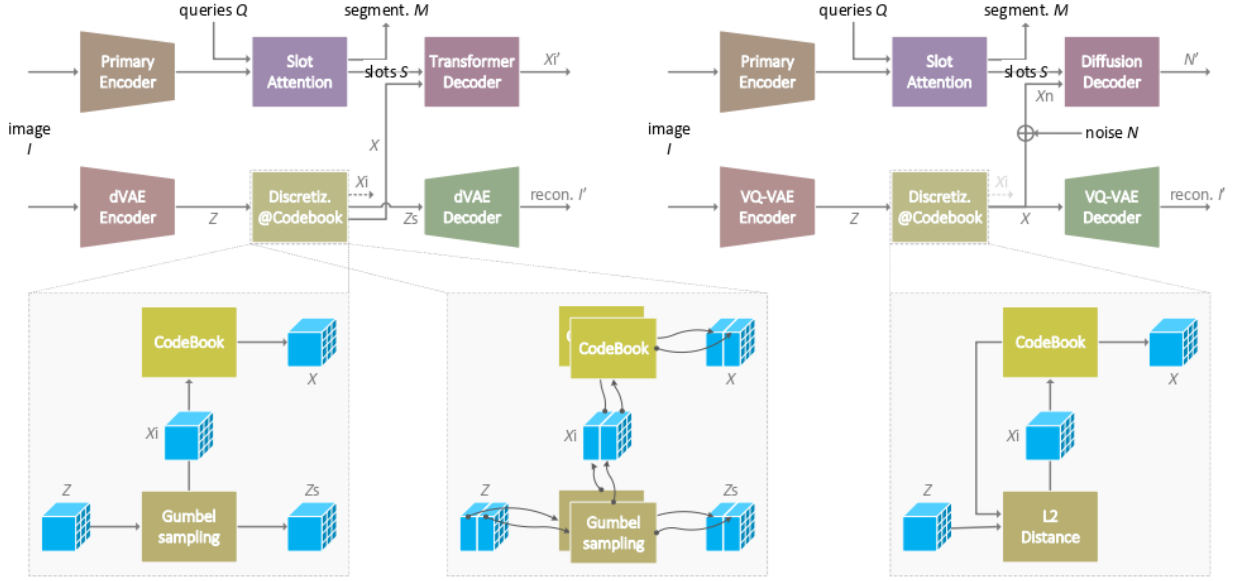 queries Q
segment. M
queries Q
segment. M
Primary
Encoder
Slot
Attention
slots S
Transformer
Decoder
Xi'
Primary
Encoder
Slot
Attention
slots S
Diffusion
Decoder
N'
Xn
image
I
X
image
I
noise N
dVAE
Encoder
Z
Discretiz.
@Codebook
Xi
Zs
dVAE
Decoder
recon. I'
VQ-VAE
Encoder
Z
Discretiz.
@Codebook
Xi
X
VQ-VAE
Decoder
recon. I'
CodeBook
X
Xi
Z
Gumbel
sampling
Zs
CodeBook
X
Xi
Z
Gumbel
sampling
Zs
CodeBook
X
Xi
Z
L2
Distance